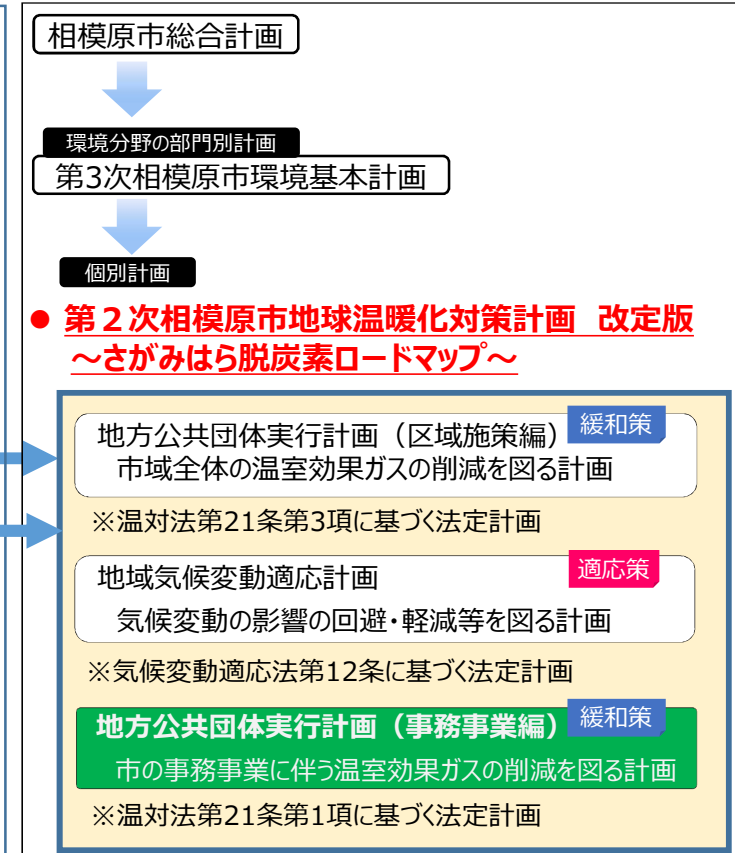 相模原市総合計画
環境分野の部門別計画
第3次相模原市環境基本計画
個別計画
● 第２次相模原市地球温暖化対策計画 改定版
～さがみはら脱炭素ロードマップ～
地方公共団体実行計画（区域施策編） 緩和策
市域全体の温室効果ガスの削減を図る計画
※温対法第21条第3項に基づく法定計画
地域気候変動適応計画 適応策
気候変動の影響の回避・軽減等を図る計画
※気候変動適応法第12条に基づく法定計画
地方公共団体実行計画（事務事業編） 緩和策
市の事務事業に伴う温室効果ガスの削減を図る計画
※温対法第21条第1項に基づく法定計画